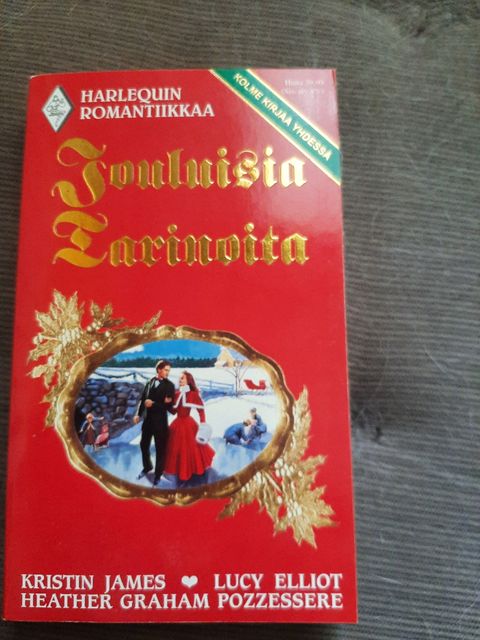 HARLEQUIN
ROMANTIIKKAA
KOLME KIRJAA YHDESSÄ
Jouluisia
Tarinoita
KRISTIN JAMES ❤ LUCY ELLIOT
HEATHER GRAHAM POZZESSERE